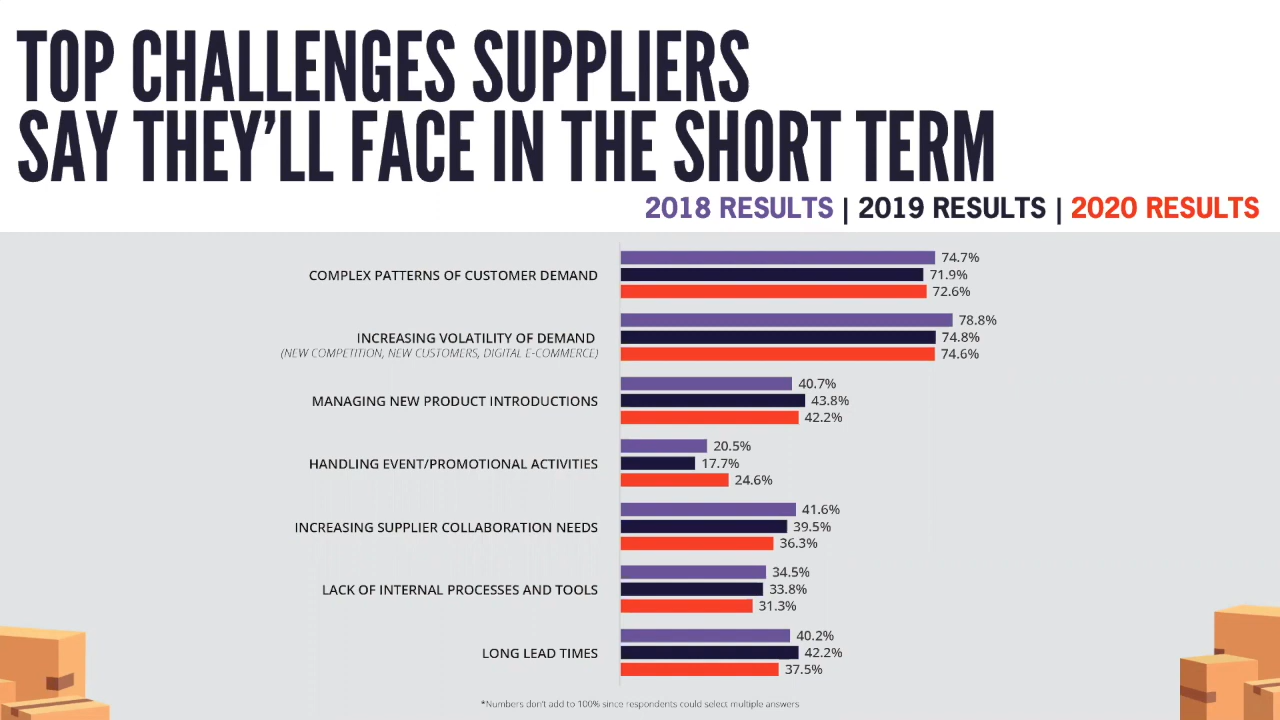 TOP CHALLENGES SUPPLIERS
SAY THEY'LL FACE IN THE SHORT TERM
2018 RESULTS | 2019 RESULTS | 2020 RESULTS
COMPLEX PATTERNS OF CUSTOMER DEMAND
74.7%
71.9%
72.6%
INCREASING VOLATILITY OF DEMAND
(NEW COMPETITION, NEW CUSTOMERS, DIGITAL E-COMMERCE)
78.8%
74.8%
74.6%
MANAGING NEW PRODUCT INTRODUCTIONS
40.7%
43.8%
42.2%
HANDLING EVENT/PROMOTIONAL ACTIVITIES
20.5%
17.7%
24.6%
INCREASING SUPPLIER COLLABORATION NEEDS
41.6%
39.5%
36.3%
LACK OF INTERNAL PROCESSES AND TOOLS
34.5%
33.8%
31.3%
LONG LEAD TIMES
40.2%
42.2%
37.5%
*Numbers don't add to 100% since respondents could select multiple answers